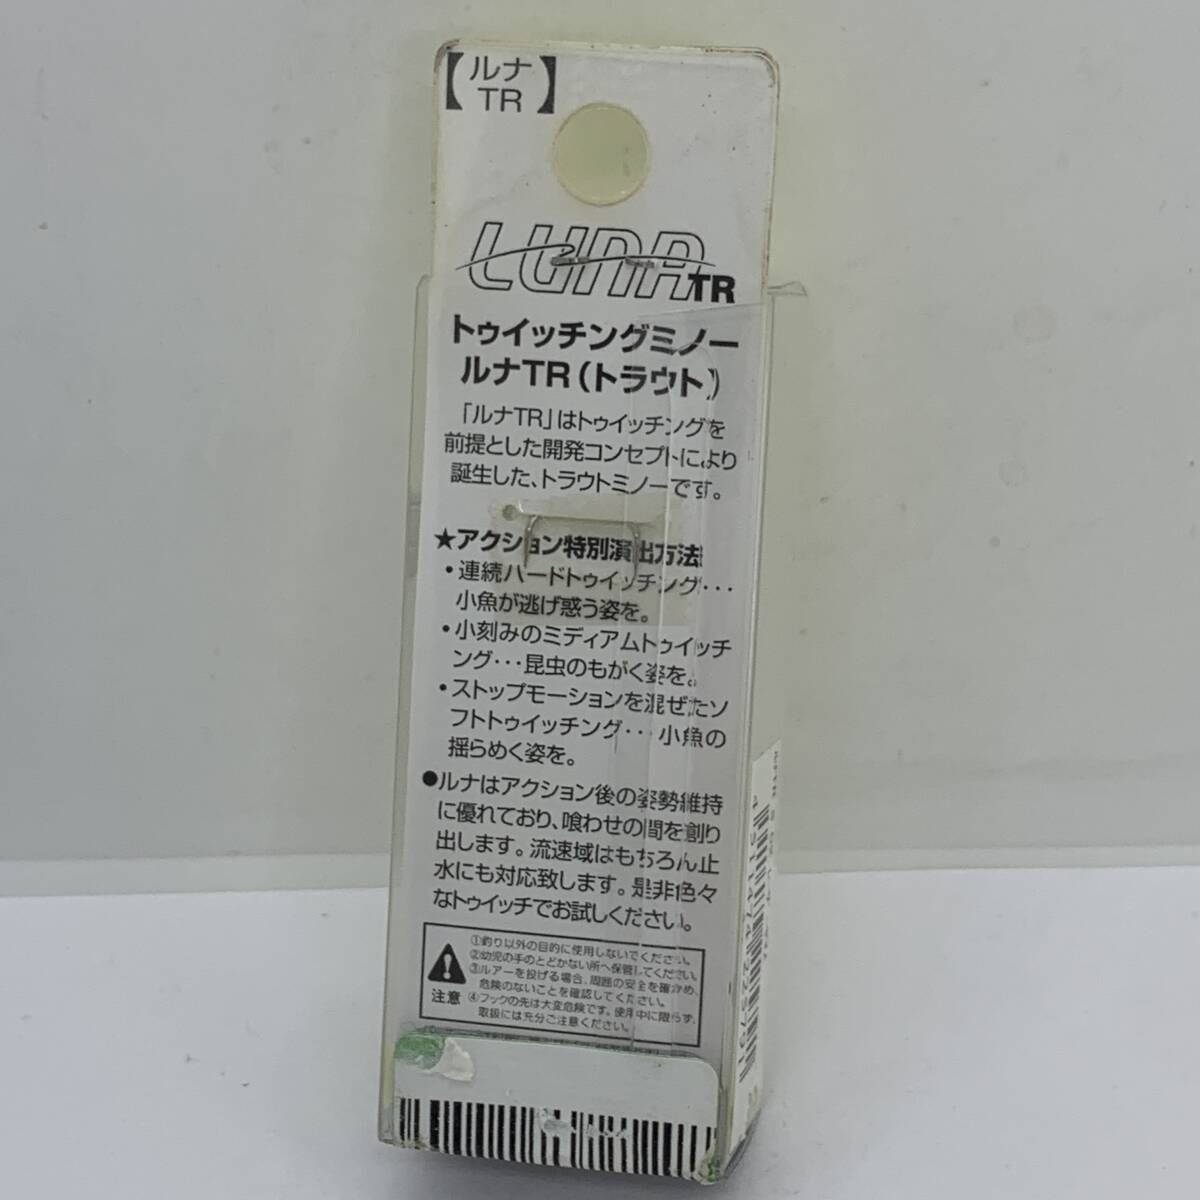 【ルナ
TR】
LUNA TR
トゥイッチングミノー
ルナTR(トラウト)
「ルナTR」はトゥイッチングを
前提とした開発コンセプトにより
誕生した、トラウトミノーです。
★アクション特別演出方法
・連続ハードトゥイッチング・・・
小魚が逃げ惑う姿を。
・小刻みのミディアムトゥイッチ
ング・・・昆虫のもがく姿を。
・ストップモーションを混ぜたソ
フトトゥイッチング・・・小魚の
揺らめく姿を。
●ルナはアクション後の姿勢維持
に優れており、喰わせの間を創り
出します。流速域はもちろん止
水にも対応致します。是非色々
なトゥイッチでお試しください。
注意
①釣り以外の目的に使用しないでください。
②幼児の手のとどかない所へ保管してください。
③ルアーを投げる場合、周囲の安全を確かめ、
危険のないことを確認してください。
④フックの先は大変危険です。使用中に限らず、
取扱には充分ご注意ください。